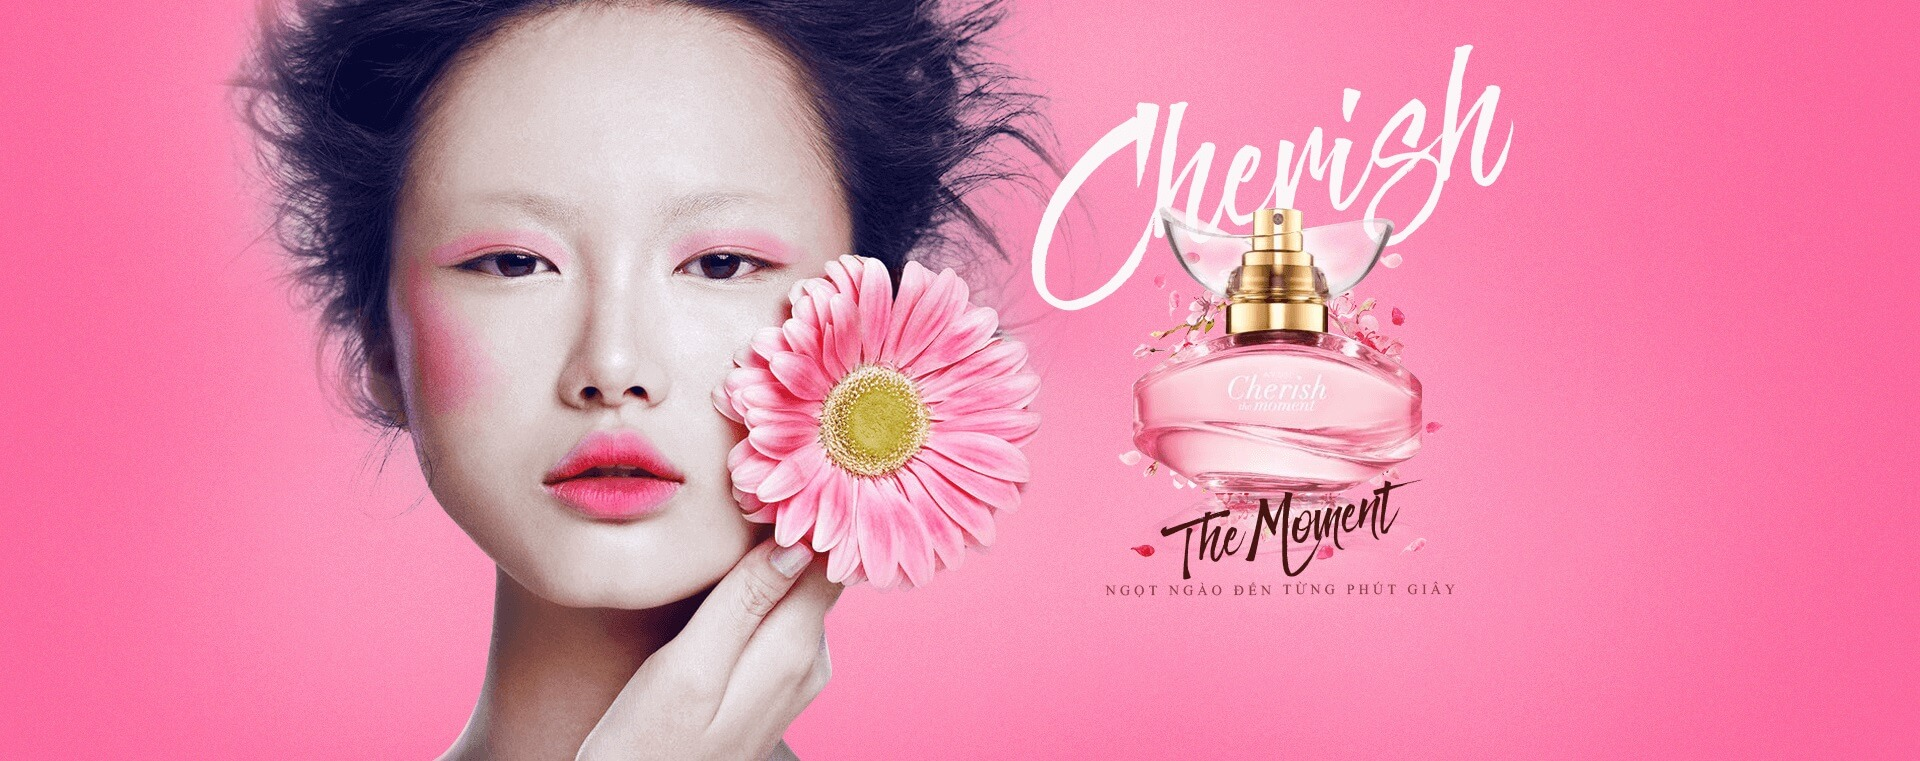 Cherish
Cherish
the moment
The Moment
NGỌT NGÀO ĐẾN TỪNG PHÚT GIÂY